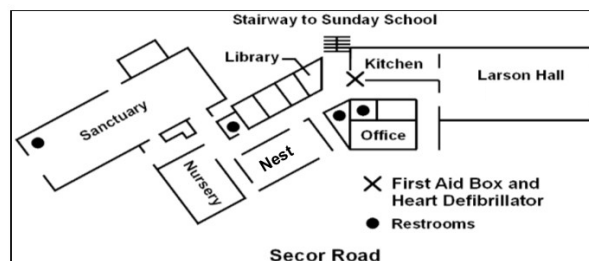 Stairway to Sunday School
Library
Kitchen
Larson Hall
Sanctuary
Nursery
Nest
Office
First Aid Box and
Heart Defibrillator
Restrooms
Secor Road